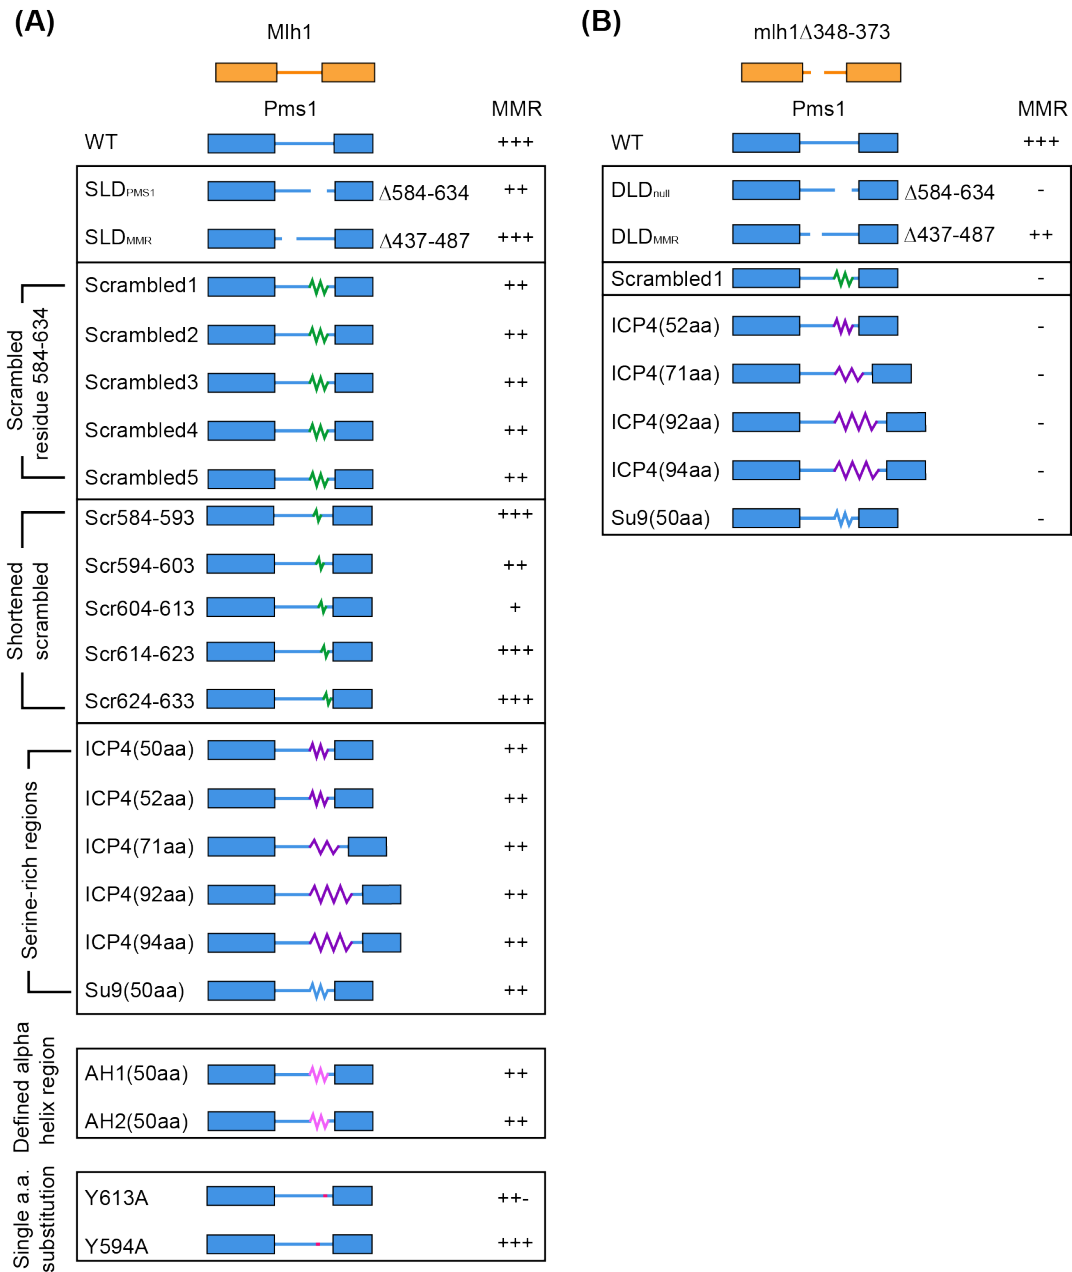 (A)
Mlh1
Pms1 MMR
WT +++
SLDPMS1 Δ584-634 ++
SLDMMR Δ437-487 +++
Scrambled
residue 584-634
Scrambled1 ++
Scrambled2 ++
Scrambled3 ++
Scrambled4 ++
Scrambled5 ++
Shortened
scrambled
Scr584-593 +++
Scr594-603 ++
Scr604-613 +
Scr614-623 +++
Scr624-633 +++
Serine-rich regions
ICP4(50aa) ++
ICP4(52aa) ++
ICP4(71aa) ++
ICP4(92aa) ++
ICP4(94aa) ++
Su9(50aa) ++
Defined alpha
helix region
AH1(50aa) ++
AH2(50aa) ++
Single a.a.
substitution
Y613A ++-
Y594A +++
(B)
mlh1Δ348-373
Pms1 MMR
WT +++
DLDnull Δ584-634 -
DLDMMR Δ437-487 ++
Scrambled1 -
ICP4(52aa) -
ICP4(71aa) -
ICP4(92aa) -
ICP4(94aa) -
Su9(50aa) -